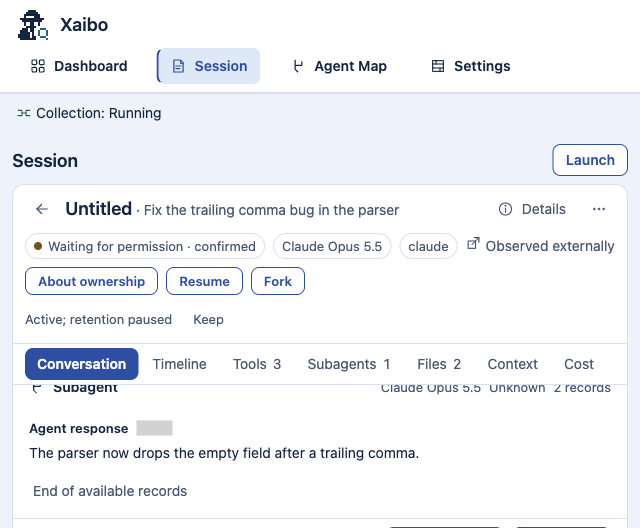 Xaibo
Dashboard Session Agent Map Settings
Collection: Running
Session Launch
Untitled · Fix the trailing comma bug in the parser Details
Waiting for permission · confirmed Claude Opus 5.5 claude Observed externally
About ownership Resume Fork
Active; retention paused Keep
Conversation Timeline Tools 3 Subagents 1 Files 2 Context Cost
Subagent Claude Opus 5.5 Unknown 2 records
Agent response
The parser now drops the empty field after a trailing comma.
End of available records